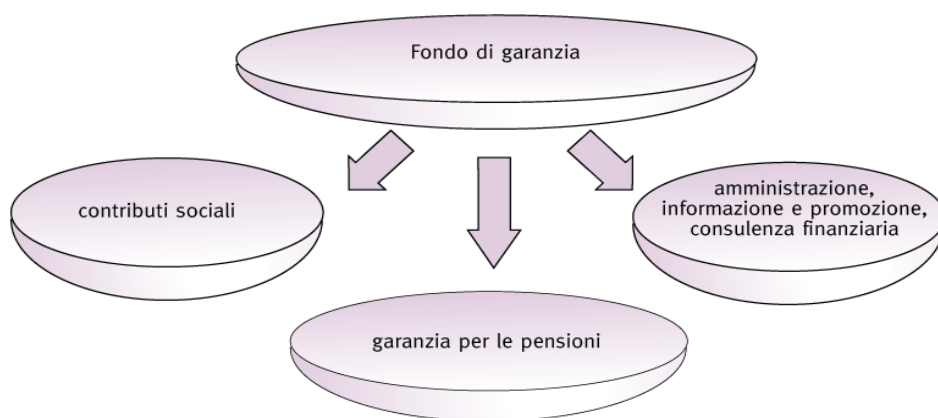 Fondo di garanzia
contributi sociali
amministrazione,
informazione e promozione,
consulenza finanziaria
garanzia per le pensioni